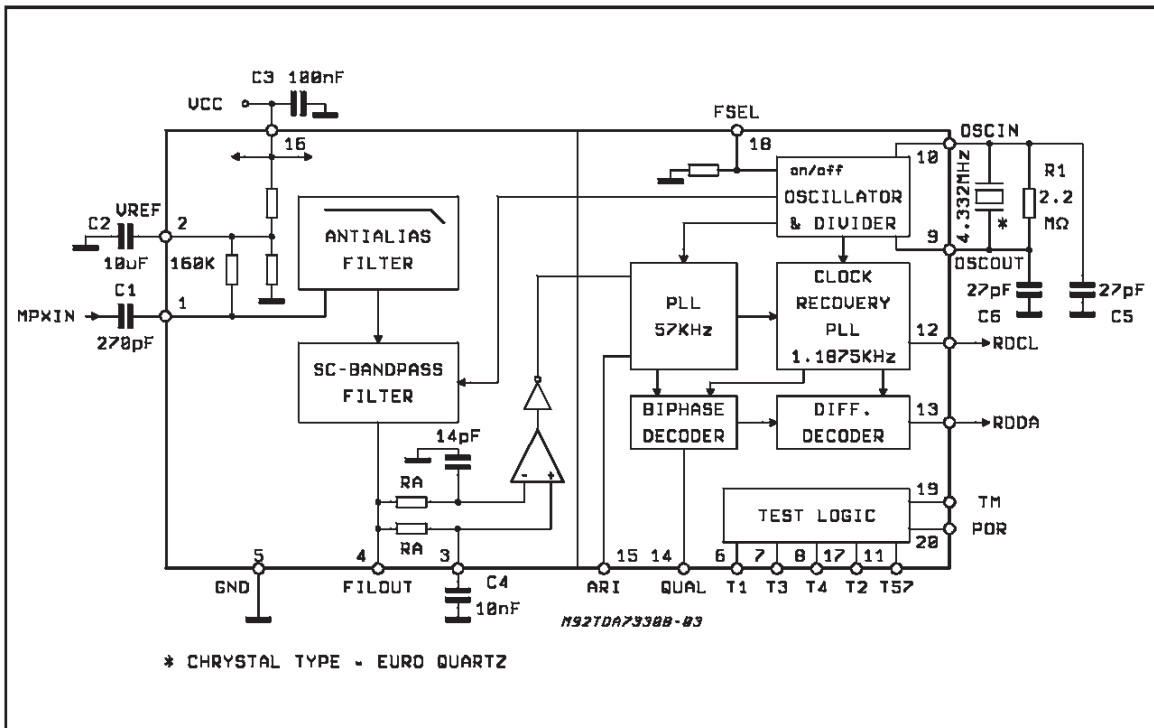 C3 100nF
VCC
16
FSEL
18
OSCIN
10
on/off
OSCILLATOR
& DIVIDER
4.332MHz
*
R1
2.2
MΩ
9
OSCOUT
C2
VREF
2
10uF
160K
ANTIALIAS
FILTER
C1
1
MPXIN
270pF
PLL
57KHz
CLOCK
RECOVERY
PLL
1.1875KHz
27pF
C6
27pF
C5
12
RDCL
SC-BANDPASS
FILTER
BIPHASE
DECODER
DIFF.
DECODER
13
RDDA
14pF
- +
RA
RA
TEST LOGIC
19
TM
POR
20
5
4
3
15
14
6
7
8
17
11
GND
FILOUT
C4
10nF
ARI
QUAL
T1
T3
T4
T2
T57
M92TDA7330B-03
* CHRYSTAL TYPE - EURO QUARTZ